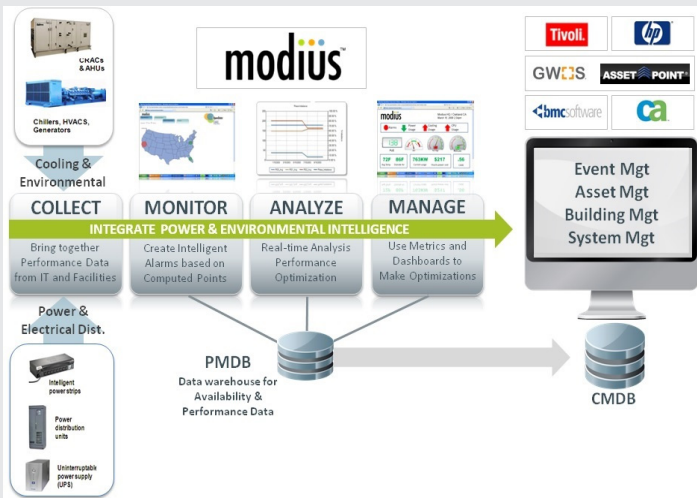 CRACs
& AHUs
Chillers, HVACS,
Generators
Cooling &
Environmental
modius™
modius
Tivoli.
hp
GWOS
ASSET POINT
bmcsoftware
ca
COLLECT
MONITOR
ANALYZE
MANAGE
INTEGRATE POWER & ENVIRONMENTAL INTELLIGENCE
Bring together
Performance Data
from IT and Facilities
Create Intelligent
Alarms based on
Computed Points
Real-time Analysis
Performance
Optimization
Use Metrics and
Dashboards to
Make Optimizations
Event Mgt
Asset Mgt
Building Mgt
System Mgt
Power &
Electrical Dist.
Intelligent
power strips
Power
distribution
units
Uninterruptable
power supply
(UPS)
PMDB
Data warehouse for
Availability &
Performance Data
CMDB